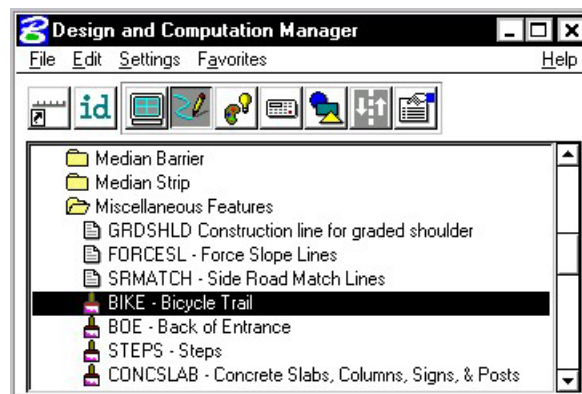 Design and Computation Manager
File Edit Settings Favorites Help
id
Median Barrier
Median Strip
Miscellaneous Features
GRDSHLD Construction line for graded shoulder
FORCESL - Force Slope Lines
SRMATCH - Side Road Match Lines
BIKE - Bicycle Trail
BOE - Back of Entrance
STEPS - Steps
CONCSLAB - Concrete Slabs, Columns, Signs, & Posts